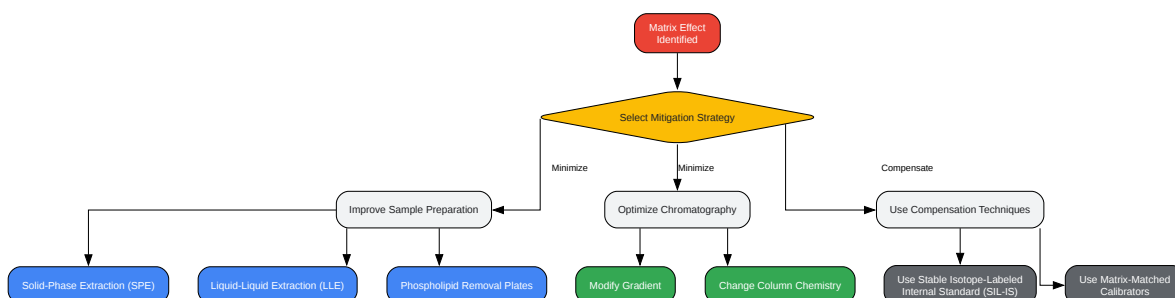 Matrix Effect
Identified
Select Mitigation Strategy
Minimize
Minimize
Compensate
Improve Sample Preparation
Optimize Chromatography
Use Compensation Techniques
Solid-Phase Extraction (SPE)
Liquid-Liquid Extraction (LLE)
Phospholipid Removal Plates
Modify Gradient
Change Column Chemistry
Use Stable Isotope-Labeled
Internal Standard (SIL-IS)
Use Matrix-Matched
Calibrators